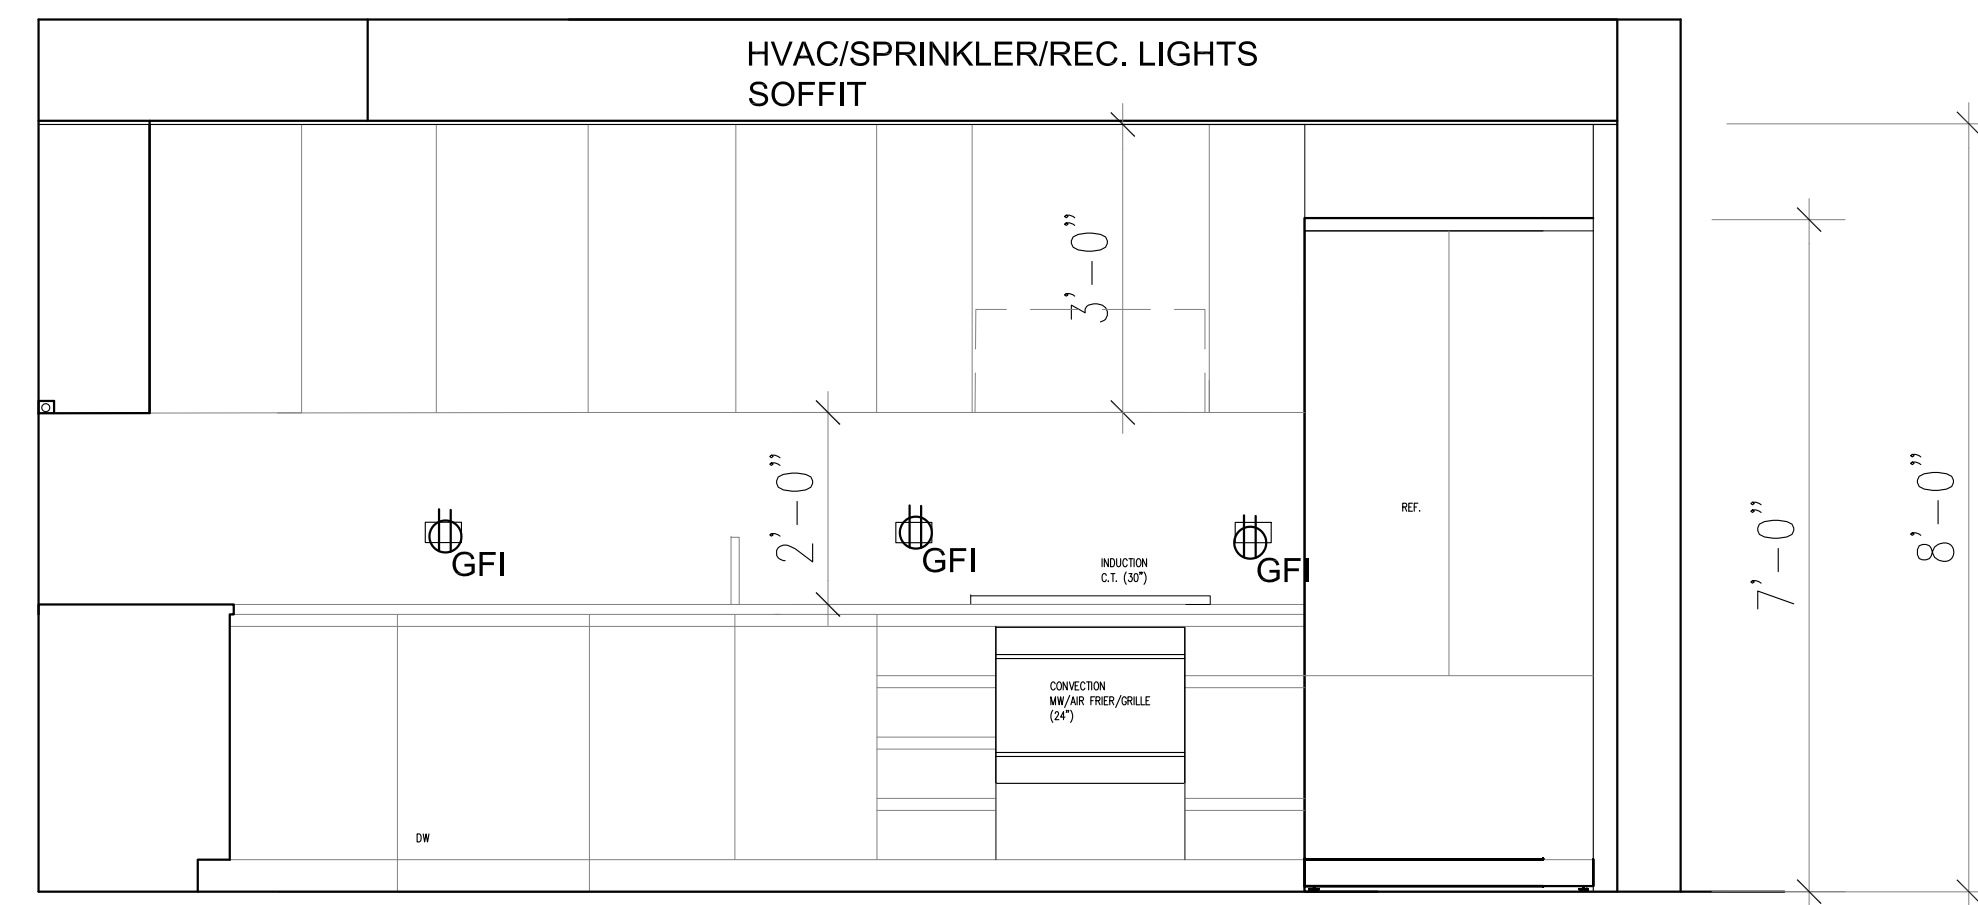 HVAC/SPRINKLER/REC. LIGHTS
SOFFIT
3'-0"
2'-0"
7'-0"
8'-0"
REF.
GFI
GFI
GFI
INDUCTION
C.T. (30")
CONVECTION
MW/AIR FRIER/GRILLE
(24")
DW